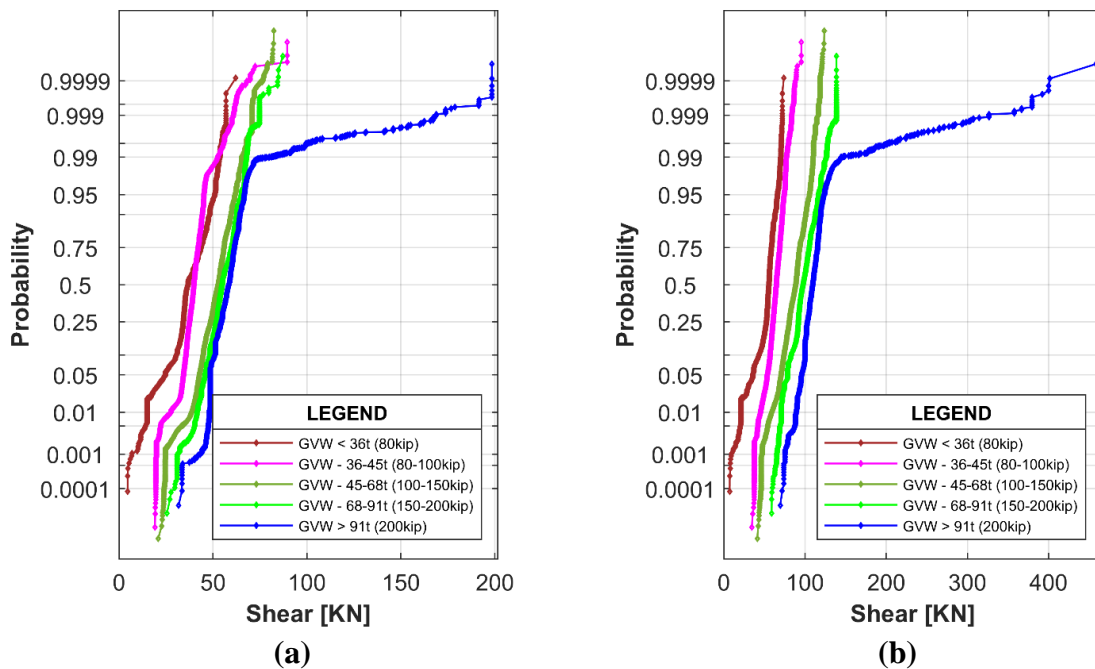 0.9999
0.999
0.99
0.95
0.75
0.5
0.25
0.05
0.01
0.001
0.0001
Probability
LEGEND
GVW < 36t (80kip)
GVW - 36-45t (80-100kip)
GVW - 45-68t (100-150kip)
GVW - 68-91t (150-200kip)
GVW > 91t (200kip)
0 50 100 150 200
Shear [KN]
(a)
0.9999
0.999
0.99
0.95
0.75
0.5
0.25
0.05
0.01
0.001
0.0001
Probability
LEGEND
GVW < 36t (80kip)
GVW - 36-45t (80-100kip)
GVW - 45-68t (100-150kip)
GVW - 68-91t (150-200kip)
GVW > 91t (200kip)
0 100 200 300 400
Shear [KN]
(b)